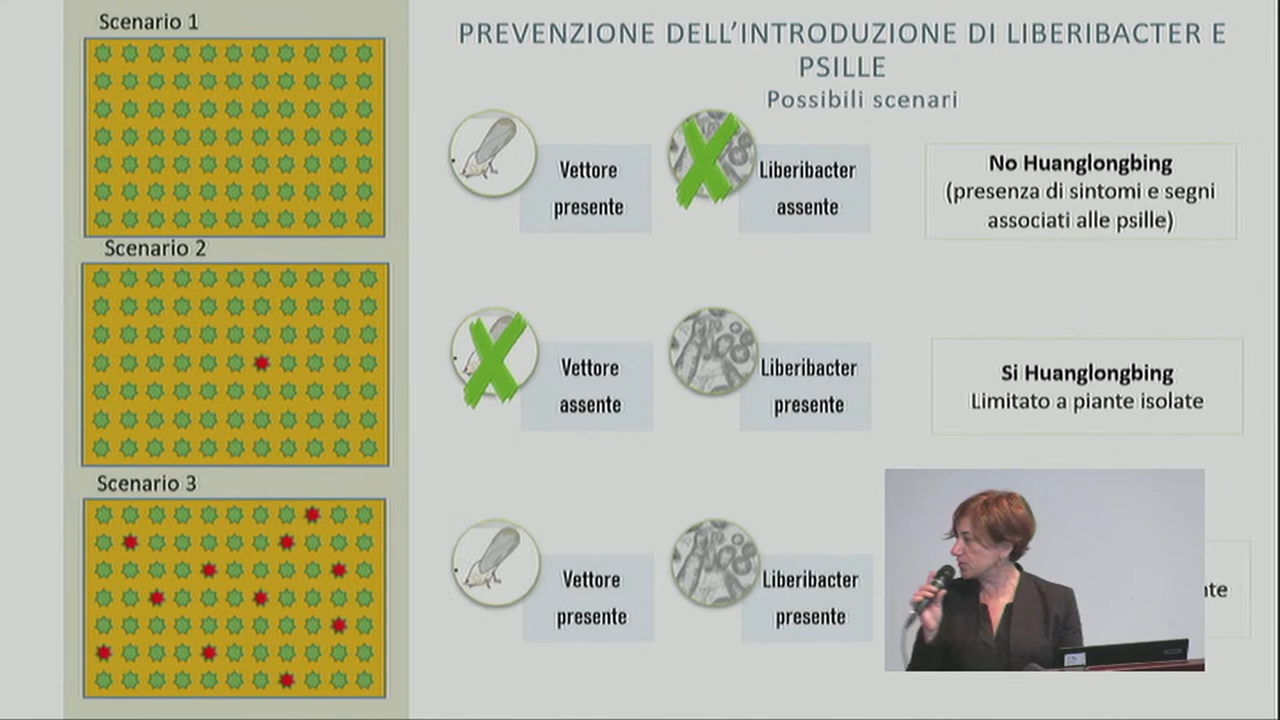 Scenario 1
PREVENZIONE DELL'INTRODUZIONE DI LIBERIBACTER E
PSILLE
Possibili scenari
Vettore
presente
Liberibacter
assente
No Huanglongbing
(presenza di sintomi e segni
associati alle psille)
Scenario 2
Vettore
assente
Liberibacter
presente
Si Huanglongbing
Limitato a piante isolate
Scenario 3
Vettore
presente
Liberibacter
presente